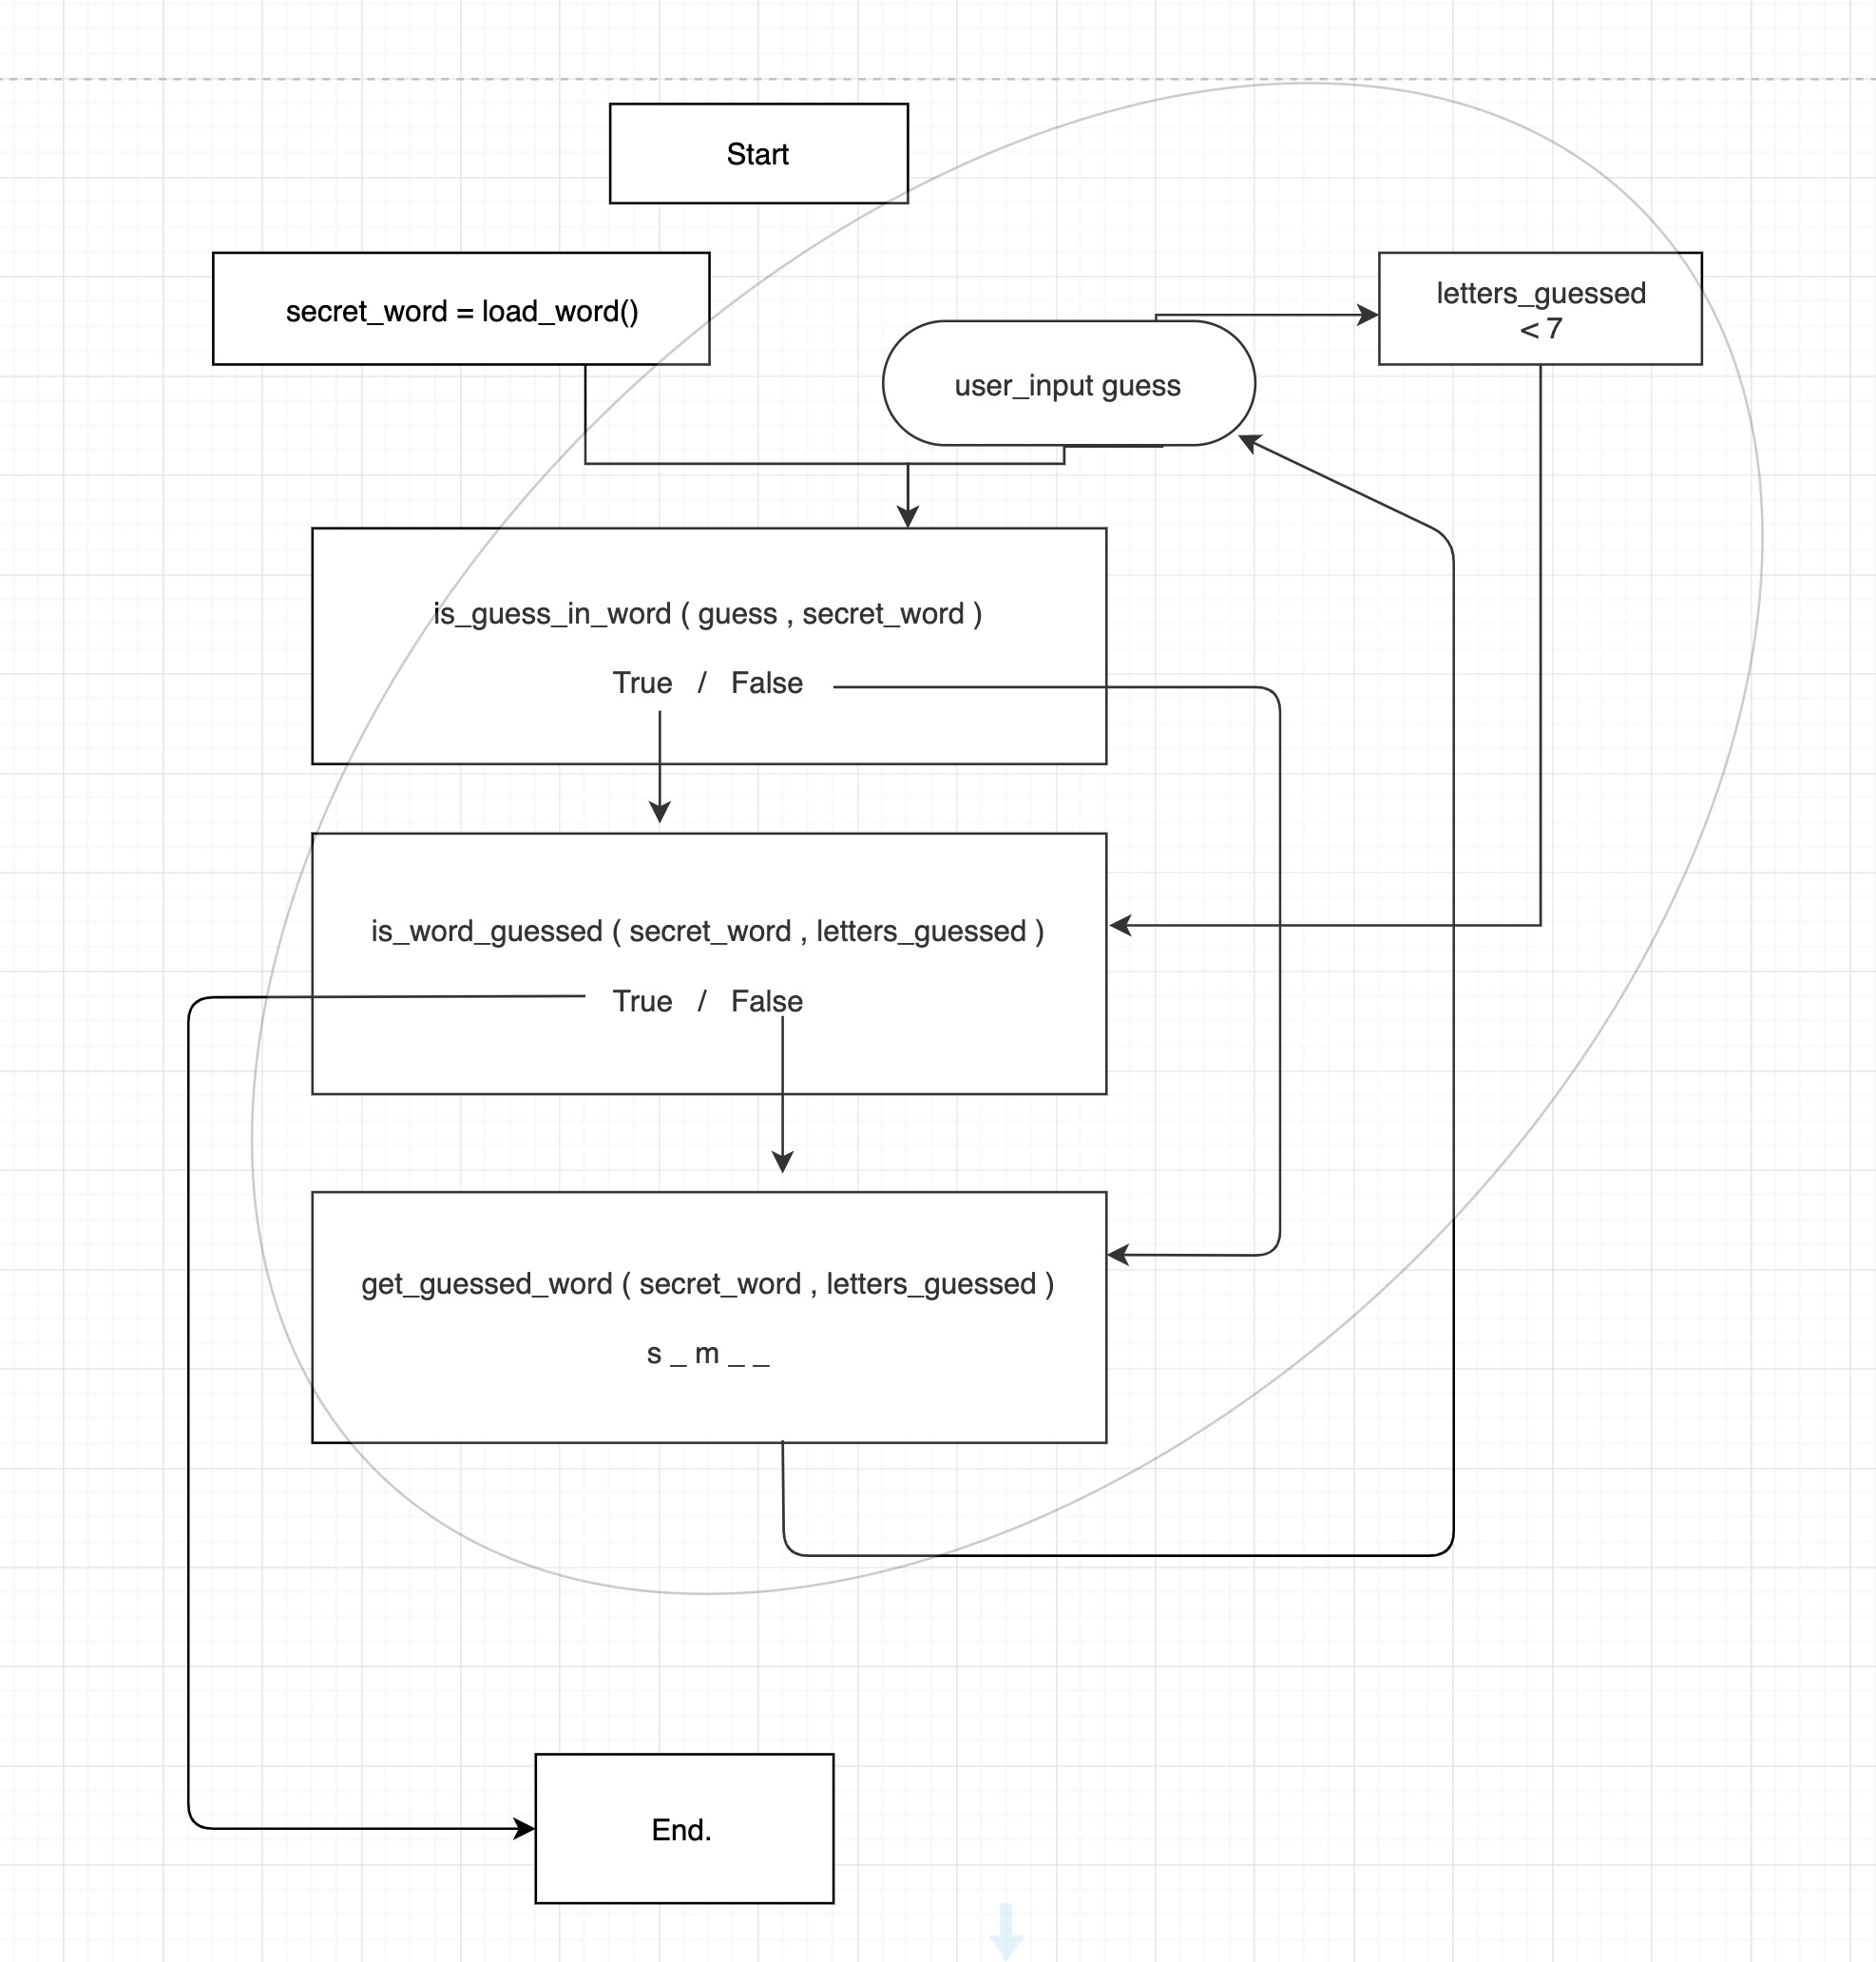 Start
secret_word = load_word()
letters_guessed
< 7
user_input guess
is_guess_in_word ( guess , secret_word )
True / False
is_word_guessed ( secret_word , letters_guessed )
True / False
get_guessed_word ( secret_word , letters_guessed )
s _ m _ _
End.